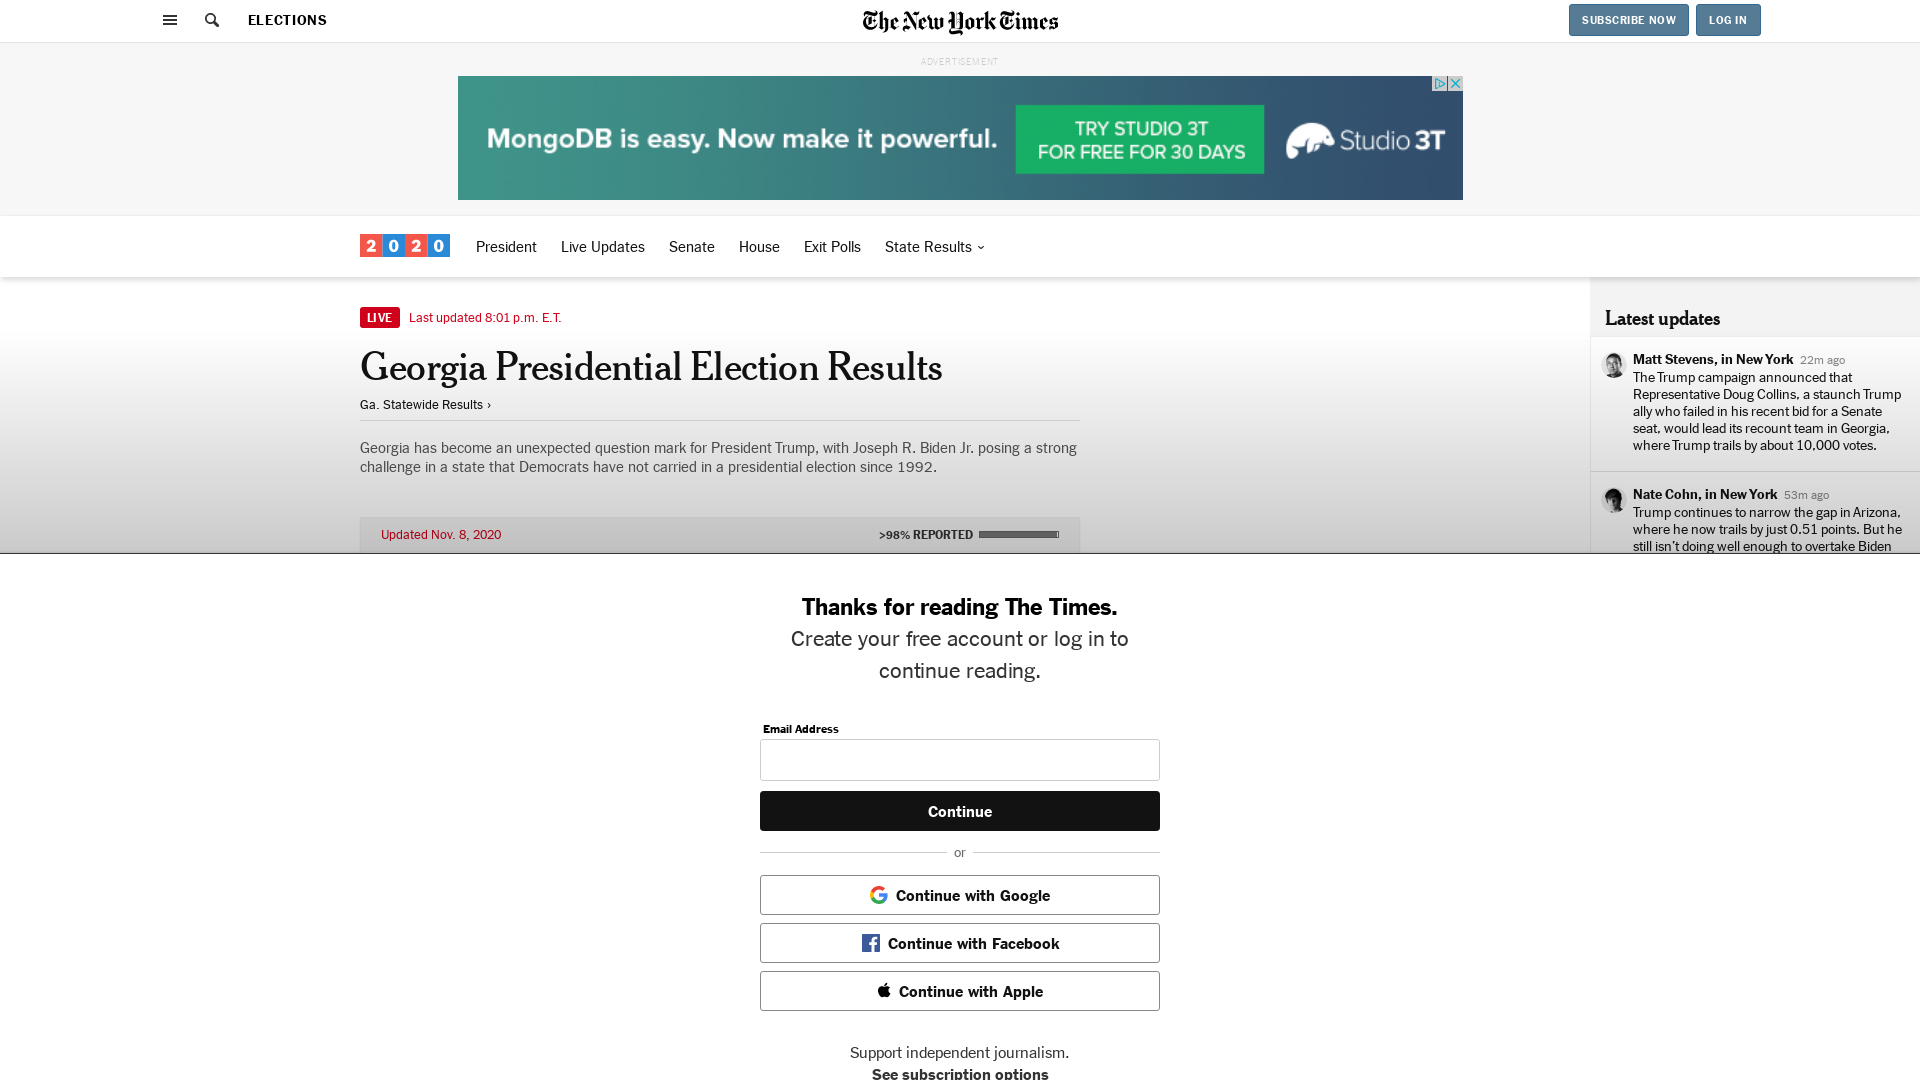 ELECTIONS
The New York Times
SUBSCRIBE NOW
LOG IN
ADVERTISEMENT
MongoDB is easy. Now make it powerful.
TRY STUDIO 3T
FOR FREE FOR 30 DAYS
Studio 3T
2020
President
Live Updates
Senate
House
Exit Polls
State Results
LIVE
Last updated 8:01 p.m. E.T.
Georgia Presidential Election Results
Ga. Statewide Results ›
Georgia has become an unexpected question mark for President Trump, with Joseph R. Biden Jr. posing a strong
challenge in a state that Democrats have not carried in a presidential election since 1992.
Updated Nov. 8, 2020
>98% REPORTED
Latest updates
Matt Stevens, in New York 22m ago
The Trump campaign announced that
Representative Doug Collins, a staunch Trump
ally who failed in his recent bid for a Senate
seat, would lead its recount team in Georgia,
where Trump trails by about 10,000 votes.
Nate Cohn, in New York 53m ago
Trump continues to narrow the gap in Arizona,
where he now trails by just 0.51 points. But he
still isn't doing well enough to overtake Biden
Thanks for reading The Times.
Create your free account or log in to
continue reading.
Email Address
Continue
or
Continue with Google
Continue with Facebook
Continue with Apple
Support independent journalism.
See subscription options